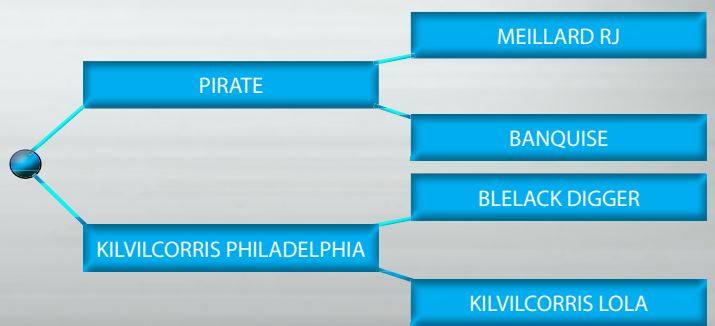 MEILLARD RJ
PIRATE
BANQUISE
BLELACK DIGGER
KILVILCORRIS PHILADELPHIA
KILVILCORRIS LOLA